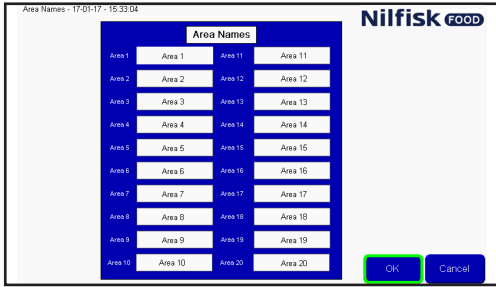 Area Names - 17-01-17 - 15:33:04
Nilfisk FOOD
Area Names
Area 1 Area 1 Area 11 Area 11
Area 2 Area 2 Area 12 Area 12
Area 3 Area 3 Area 13 Area 13
Area 4 Area 4 Area 14 Area 14
Area 5 Area 5 Area 15 Area 15
Area 6 Area 6 Area 16 Area 16
Area 7 Area 7 Area 17 Area 17
Area 8 Area 8 Area 18 Area 18
Area 9 Area 9 Area 19 Area 19
Area 10 Area 10 Area 20 Area 20
OK Cancel